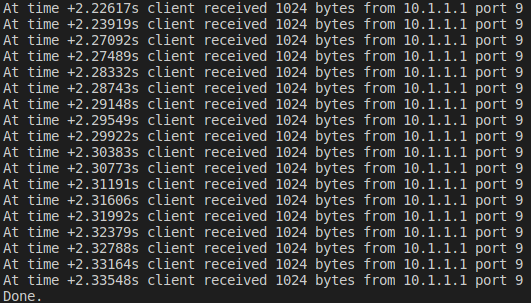 At time +2.22617s client received 1024 bytes from 10.1.1.1 port 9
At time +2.23919s client received 1024 bytes from 10.1.1.1 port 9
At time +2.27092s client received 1024 bytes from 10.1.1.1 port 9
At time +2.27489s client received 1024 bytes from 10.1.1.1 port 9
At time +2.28332s client received 1024 bytes from 10.1.1.1 port 9
At time +2.28743s client received 1024 bytes from 10.1.1.1 port 9
At time +2.29148s client received 1024 bytes from 10.1.1.1 port 9
At time +2.29549s client received 1024 bytes from 10.1.1.1 port 9
At time +2.29922s client received 1024 bytes from 10.1.1.1 port 9
At time +2.30383s client received 1024 bytes from 10.1.1.1 port 9
At time +2.30773s client received 1024 bytes from 10.1.1.1 port 9
At time +2.31191s client received 1024 bytes from 10.1.1.1 port 9
At time +2.31606s client received 1024 bytes from 10.1.1.1 port 9
At time +2.31992s client received 1024 bytes from 10.1.1.1 port 9
At time +2.32379s client received 1024 bytes from 10.1.1.1 port 9
At time +2.32788s client received 1024 bytes from 10.1.1.1 port 9
At time +2.33164s client received 1024 bytes from 10.1.1.1 port 9
At time +2.33548s client received 1024 bytes from 10.1.1.1 port 9
Done.